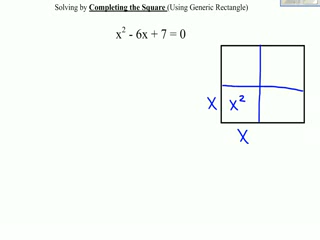 Solving by Completing the Square (Using Generic Rectangle)
x² - 6x + 7 = 0
X x²
X